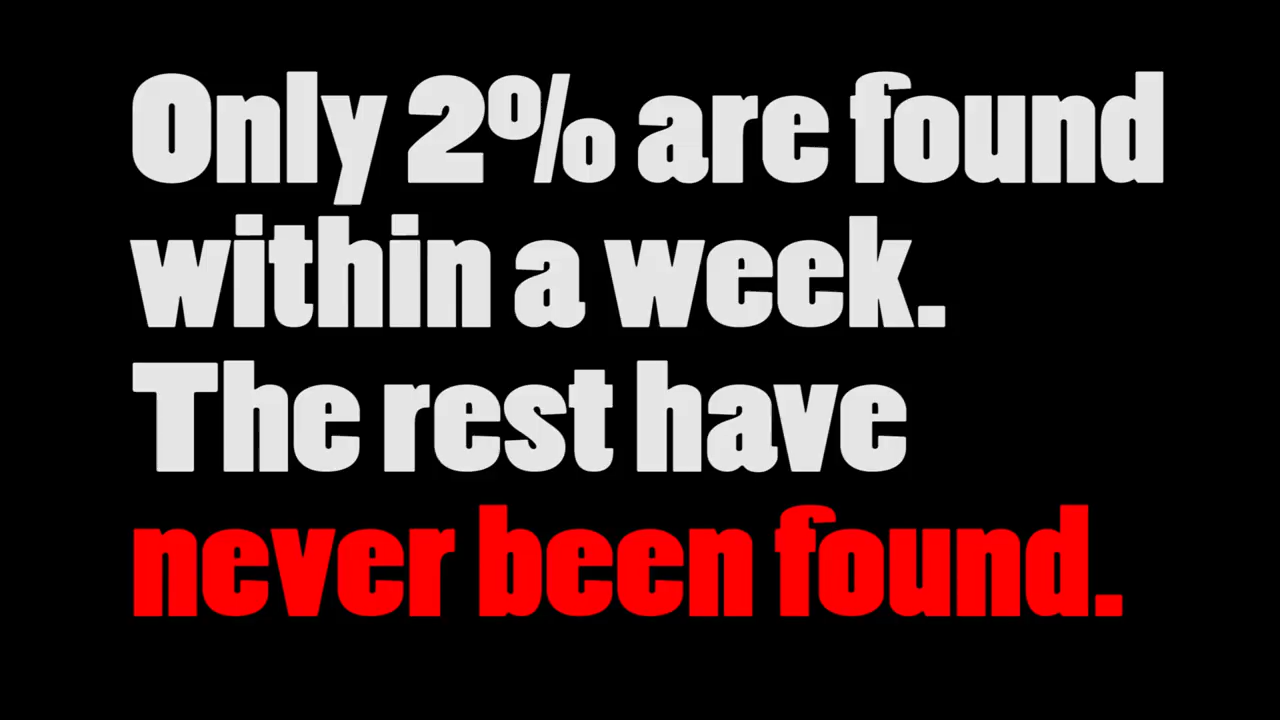 Only 2% are found
within a week.
The rest have
never been found.